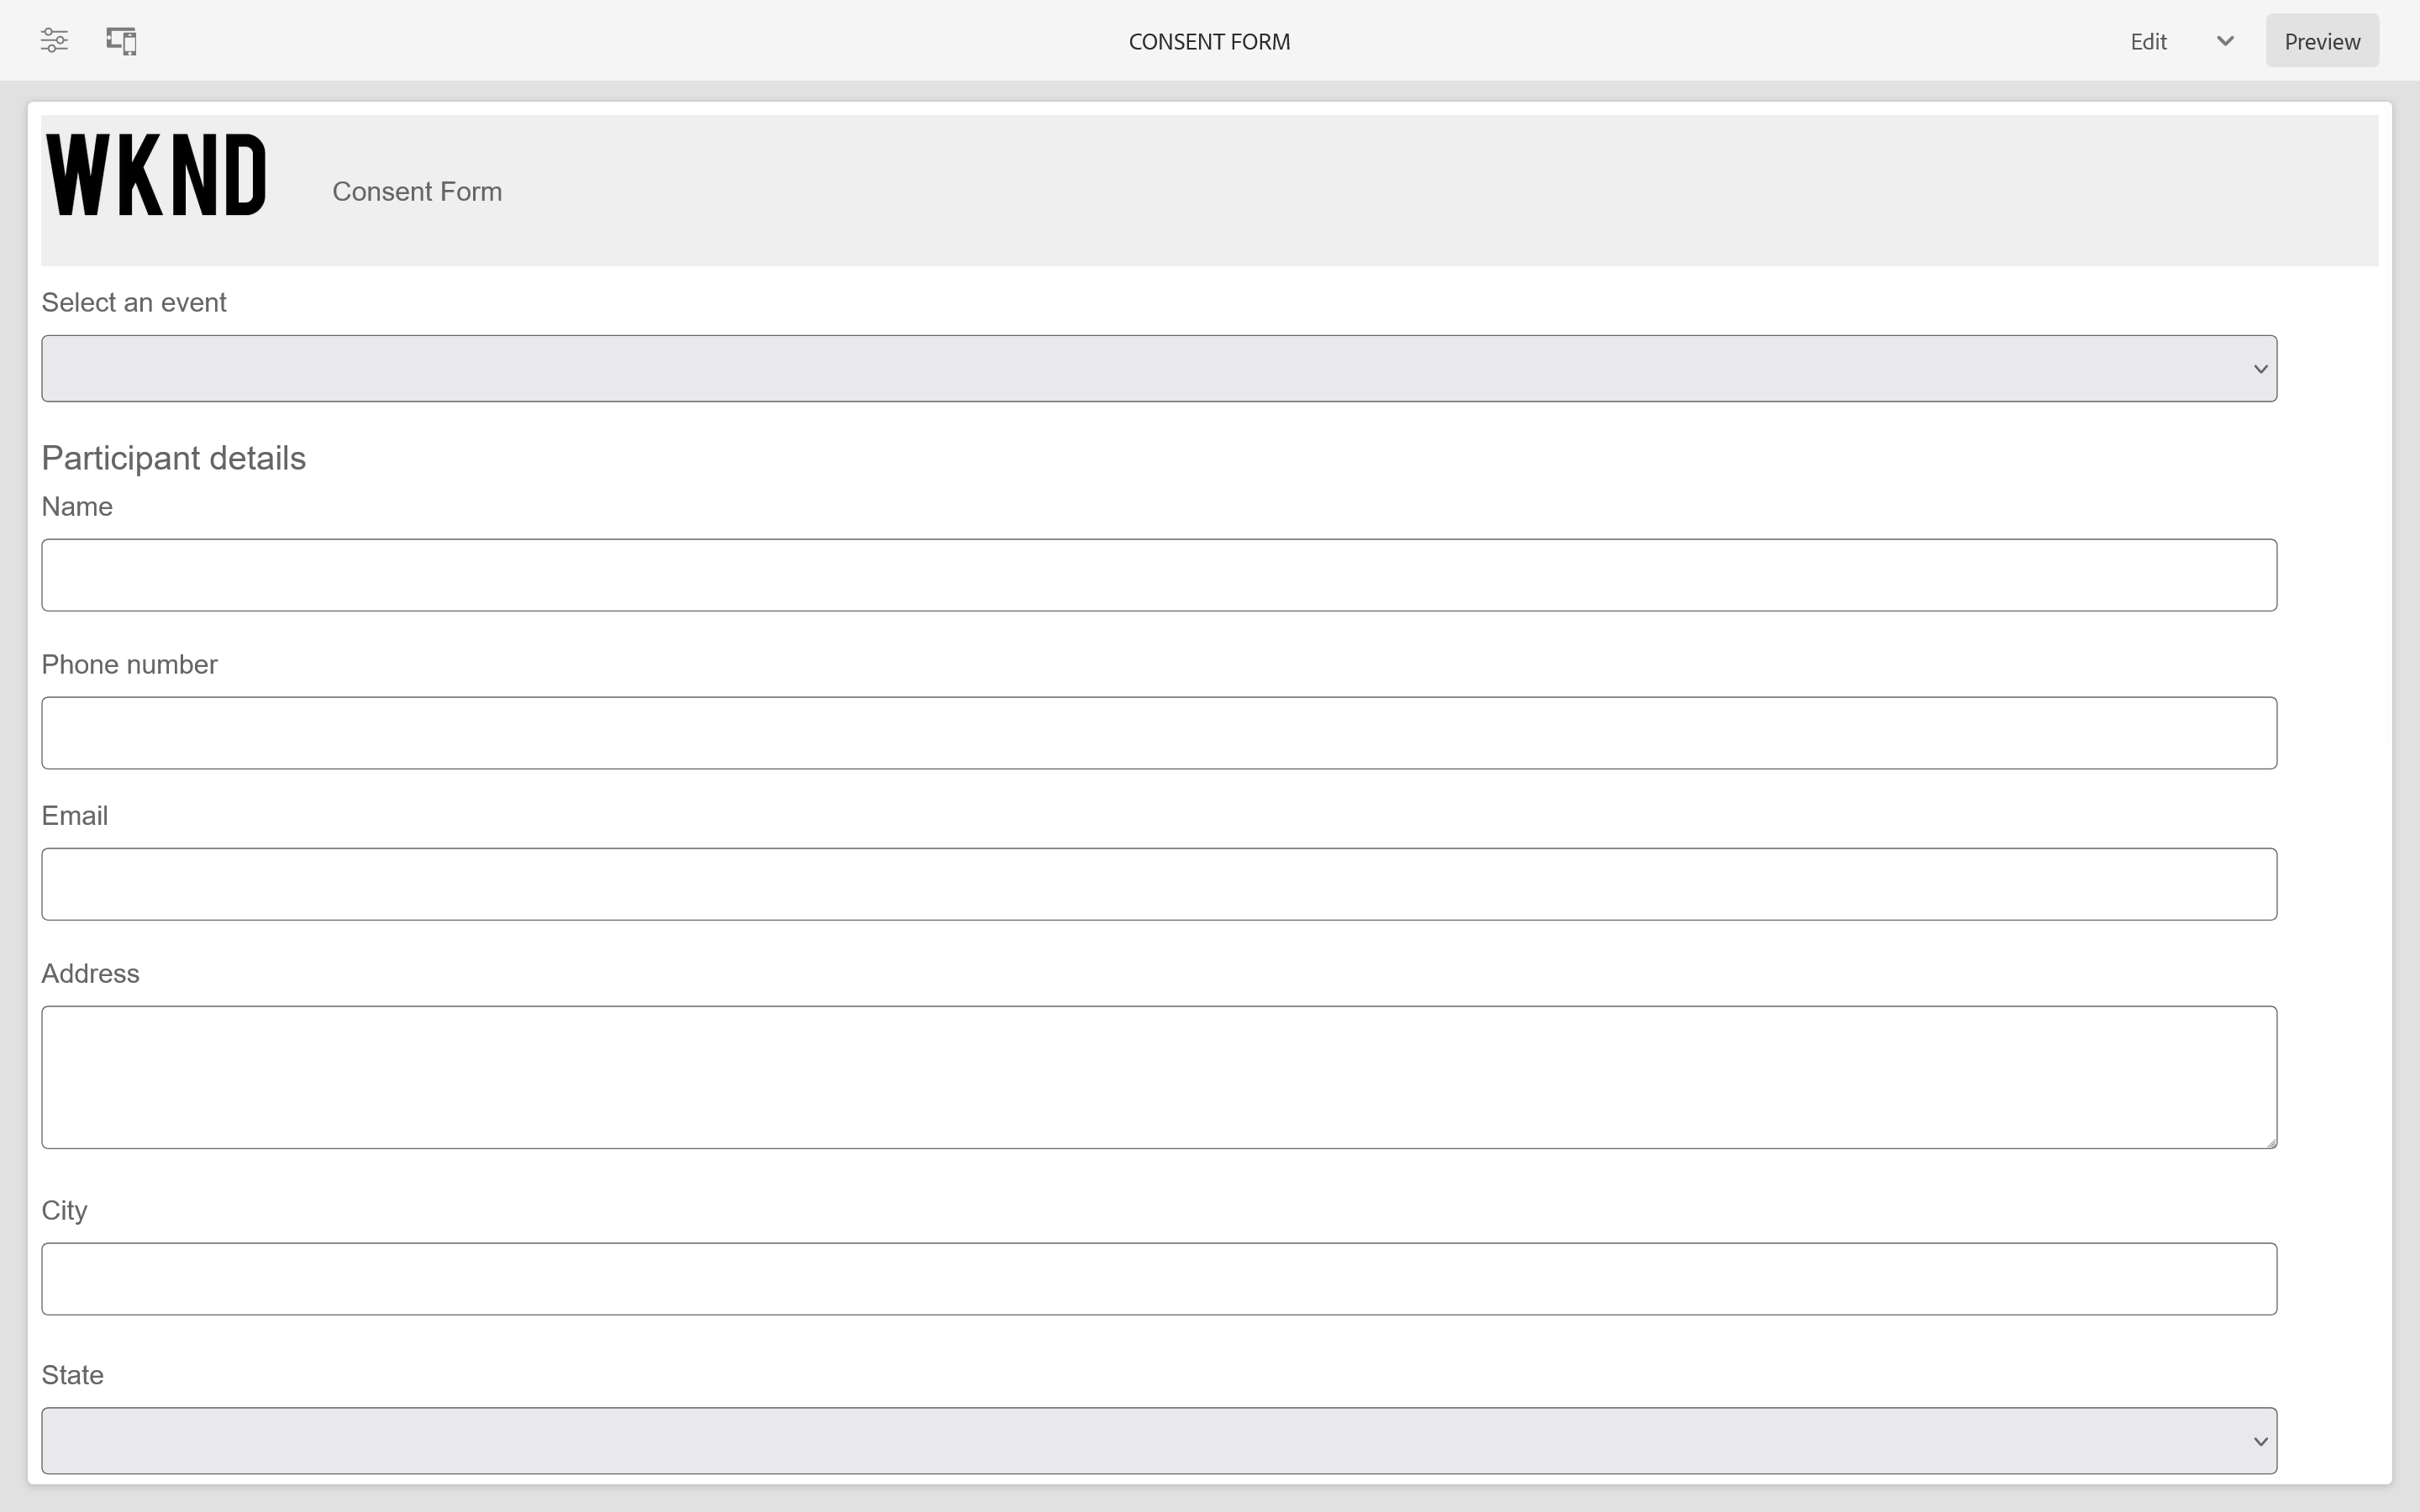 CONSENT FORM
Edit
Preview
WKND
Consent Form
Select an event
Participant details
Name
Phone number
Email
Address
City
State